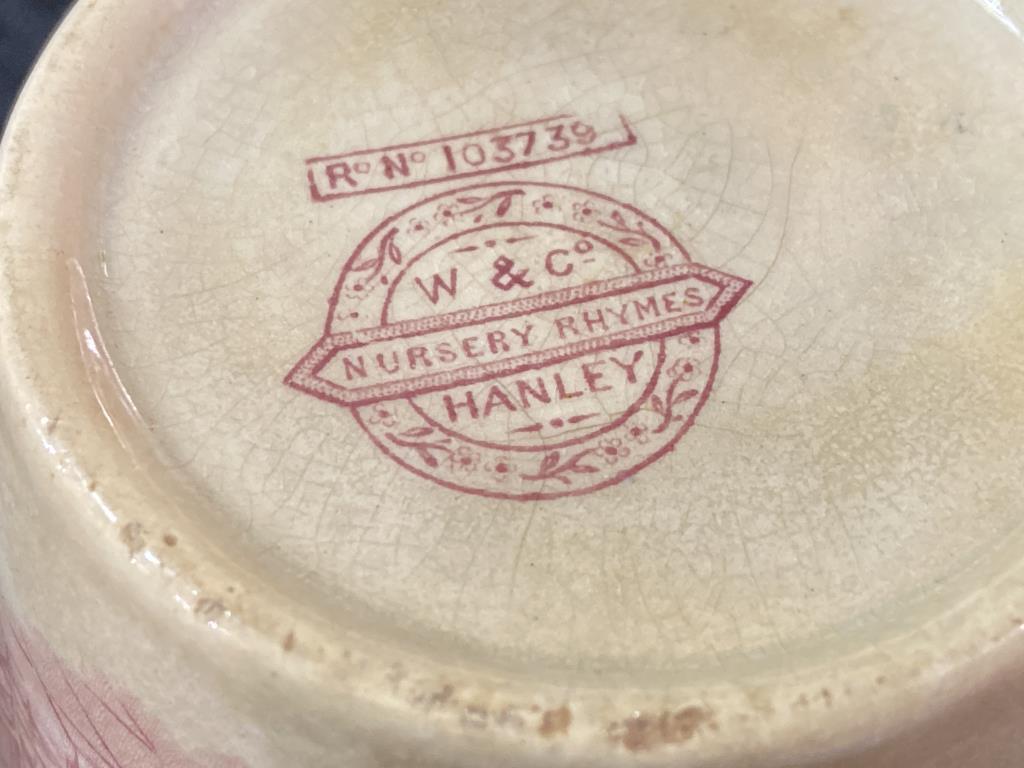 Rᴰ Nᵒ 103739
W & Cᵒ
NURSERY RHYMES
HANLEY